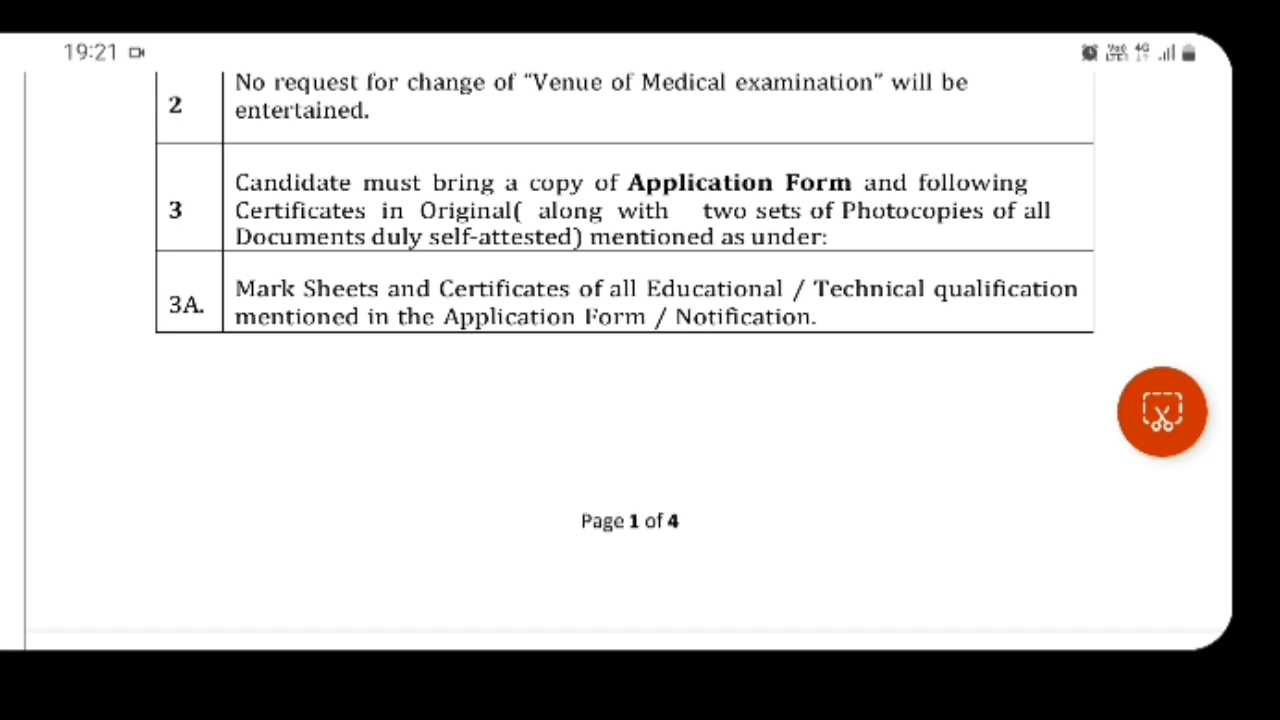 19:21
Vo) 4G
LTE1
No request for change of "Venue of Medical examination" will be
2
entertained.
Candidate must bring a copy of Application Form and following
3
Certificates in Original( along with two sets of Photocopies of all
Documents duly self-attested) mentioned as under:
Mark Sheets and Certificates of all Educational / Technical qualification
3A.
mentioned in the Application Form / Notification.
Page 1 of 4